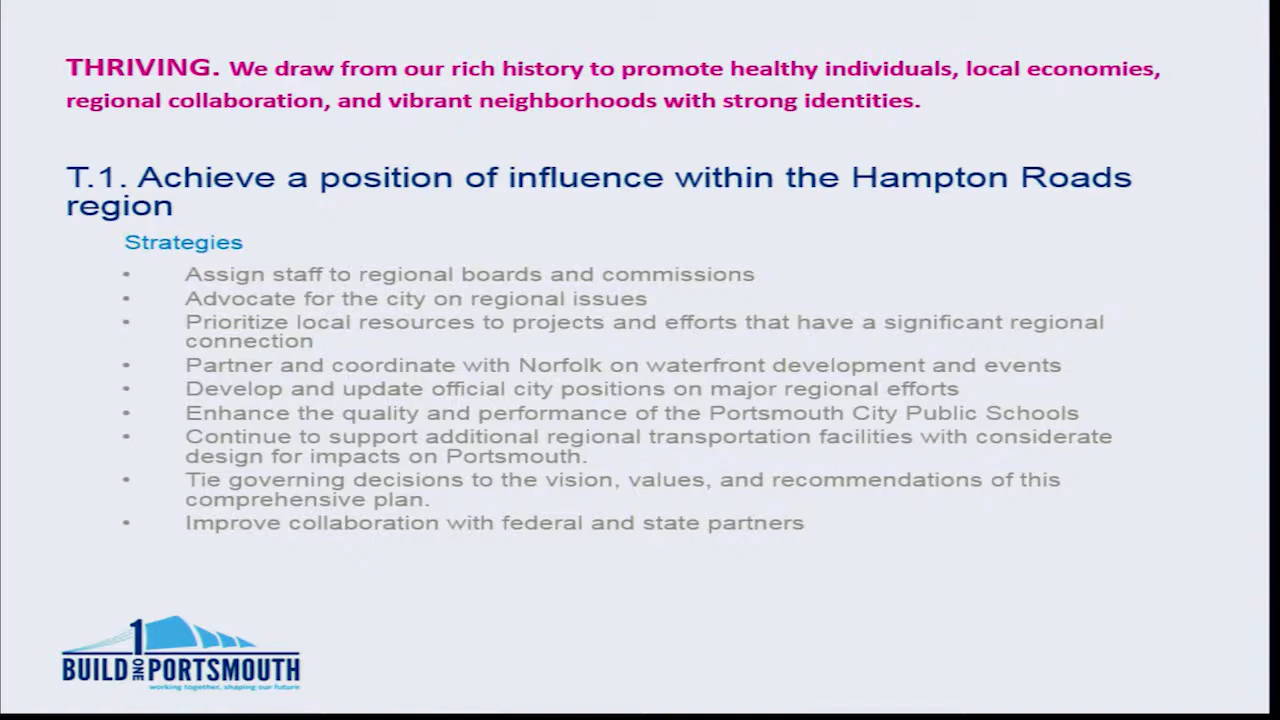 THRIVING. We draw from our rich history to promote healthy individuals, local economies,
regional collaboration, and vibrant neighborhoods with strong identities.
T.1. Achieve a position of influence within the Hampton Roads
region
Strategies
• Assign staff to regional boards and commissions
• Advocate for the city on regional issues
• Prioritize local resources to projects and efforts that have a significant regional
connection
• Partner and coordinate with Norfolk on waterfront development and events
• Develop and update official city positions on major regional efforts
• Enhance the quality and performance of the Portsmouth City Public Schools
• Continue to support additional regional transportation facilities with considerate
design for impacts on Portsmouth.
• Tie governing decisions to the vision, values, and recommendations of this
comprehensive plan.
• Improve collaboration with federal and state partners
BUILD 1 ONE PORTSMOUTH
working together, shaping our future